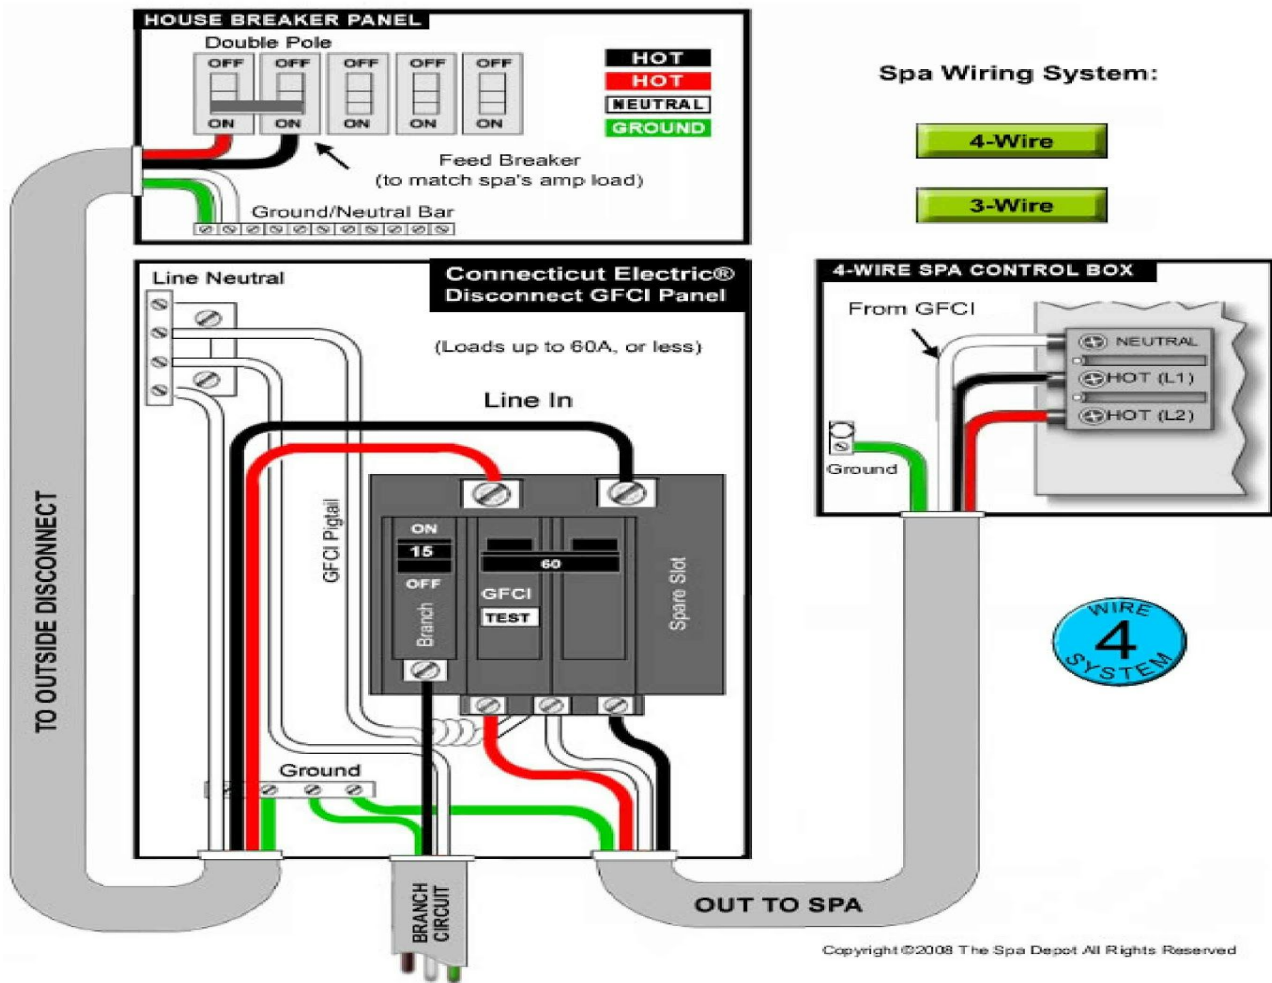 HOUSE BREAKER PANEL
Double Pole
OFF OFF OFF OFF OFF
ON ON ON ON ON
HOT
HOT
NEUTRAL
GROUND
Feed Breaker
(to match spa's amp load)
Ground/Neutral Bar
Spa Wiring System:
4-Wire
3-Wire
Line Neutral
Connecticut Electric®
Disconnect GFCI Panel
(Loads up to 60A, or less)
Line In
TO OUTSIDE DISCONNECT
GFCI Pigtail
ON
15
OFF
Branch
60
GFCI
TEST
Spare Slot
Ground
BRANCH
CIRCUIT
OUT TO SPA
4-WIRE SPA CONTROL BOX
From GFCI
NEUTRAL
HOT (L1)
HOT (L2)
Ground
WIRE
4
SYSTEM
Copyright ©2008 The Spa Depot All Rights Reserved